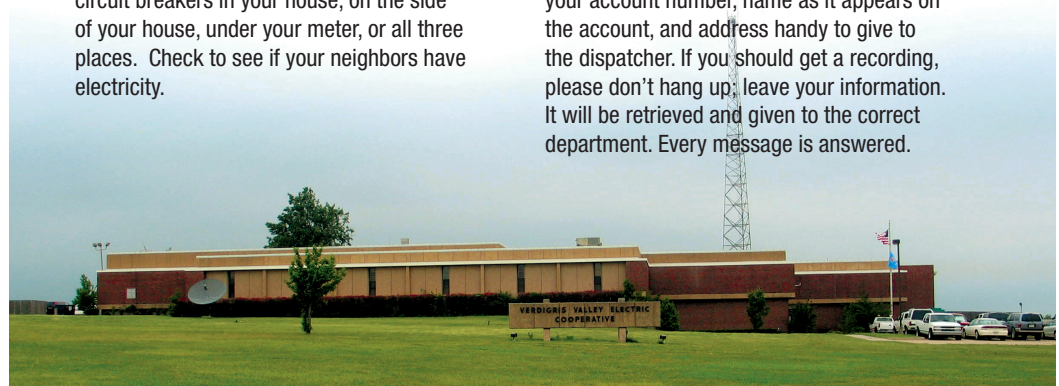 circuit breakers in your house, on the side
of your house, under your meter, or all three
places.  Check to see if your neighbors have
electricity.
your account number, name as it appears on
the account, and address handy to give to
the dispatcher. If you should get a recording,
please don’t hang up; leave your information.
It will be retrieved and given to the correct
department. Every message is answered.
VERDIGRIS VALLEY ELECTRIC
COOPERATIVE